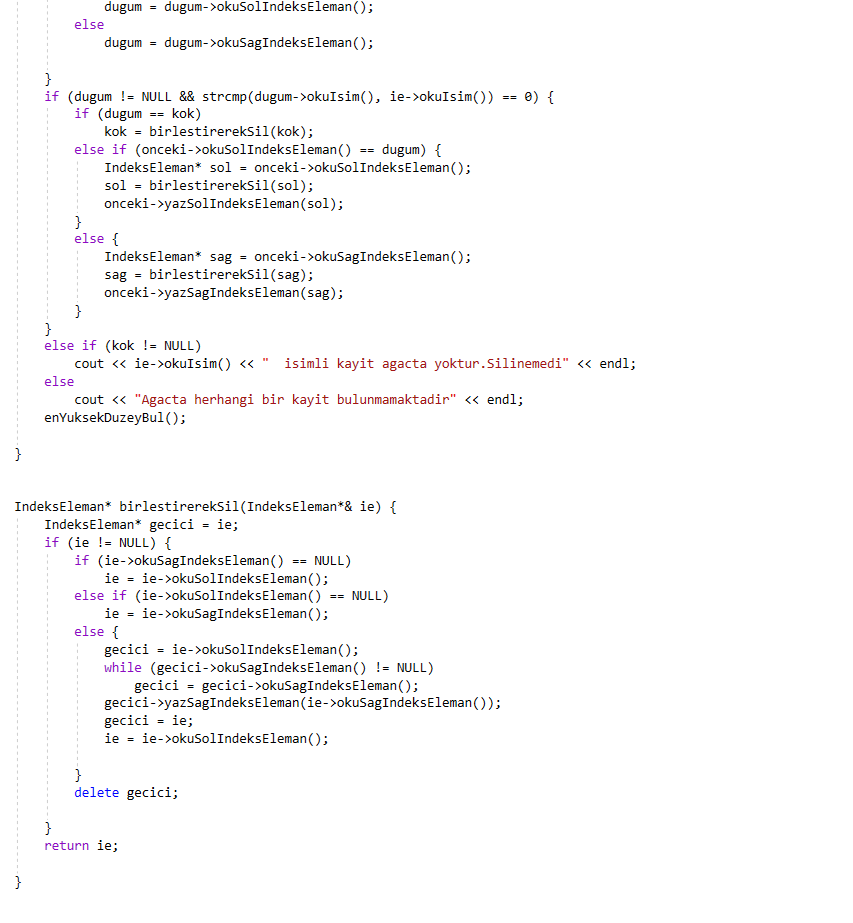 dugum = dugum->okuSolIndeksEleman();
else
dugum = dugum->okuSagIndeksEleman();
}
if (dugum != NULL && strcmp(dugum->okuIsim(), ie->okuIsim()) == 0) {
if (dugum == kok)
kok = birlestirerekSil(kok);
else if (onceki->okuSolIndeksEleman() == dugum) {
IndeksEleman* sol = onceki->okuSolIndeksEleman();
sol = birlestirerekSil(sol);
onceki->yazSolIndeksEleman(sol);
}
else {
IndeksEleman* sag = onceki->okuSagIndeksEleman();
sag = birlestirerekSil(sag);
onceki->yazSagIndeksEleman(sag);
}
}
else if (kok != NULL)
cout << ie->okuIsim() << "  isimli kayit agacta yoktur.Silinemedi" << endl;
else
cout << "Agacta herhangi bir kayit bulunmamaktadir" << endl;
enYuksekDuzeyBul();
}
IndeksEleman* birlestirerekSil(IndeksEleman*& ie) {
IndeksEleman* gecici = ie;
if (ie != NULL) {
if (ie->okuSagIndeksEleman() == NULL)
ie = ie->okuSolIndeksEleman();
else if (ie->okuSolIndeksEleman() == NULL)
ie = ie->okuSagIndeksEleman();
else {
gecici = ie->okuSolIndeksEleman();
while (gecici->okuSagIndeksEleman() != NULL)
gecici = gecici->okuSagIndeksEleman();
gecici->yazSagIndeksEleman(ie->okuSagIndeksEleman());
gecici = ie;
ie = ie->okuSolIndeksEleman();
}
delete gecici;
}
return ie;
}